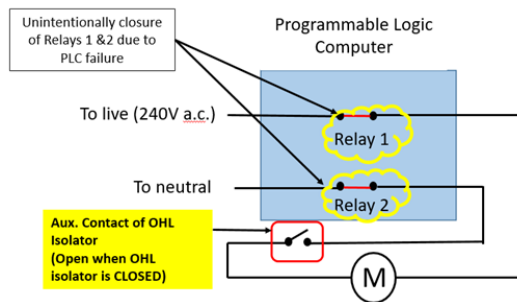 Unintentionally closure
of Relays 1 &2 due to
PLC failure
Programmable Logic
Computer
To live (240V a.c.)
Relay 1
To neutral
Relay 2
Aux. Contact of OHL
Isolator
(Open when OHL
isolator is CLOSED)
M